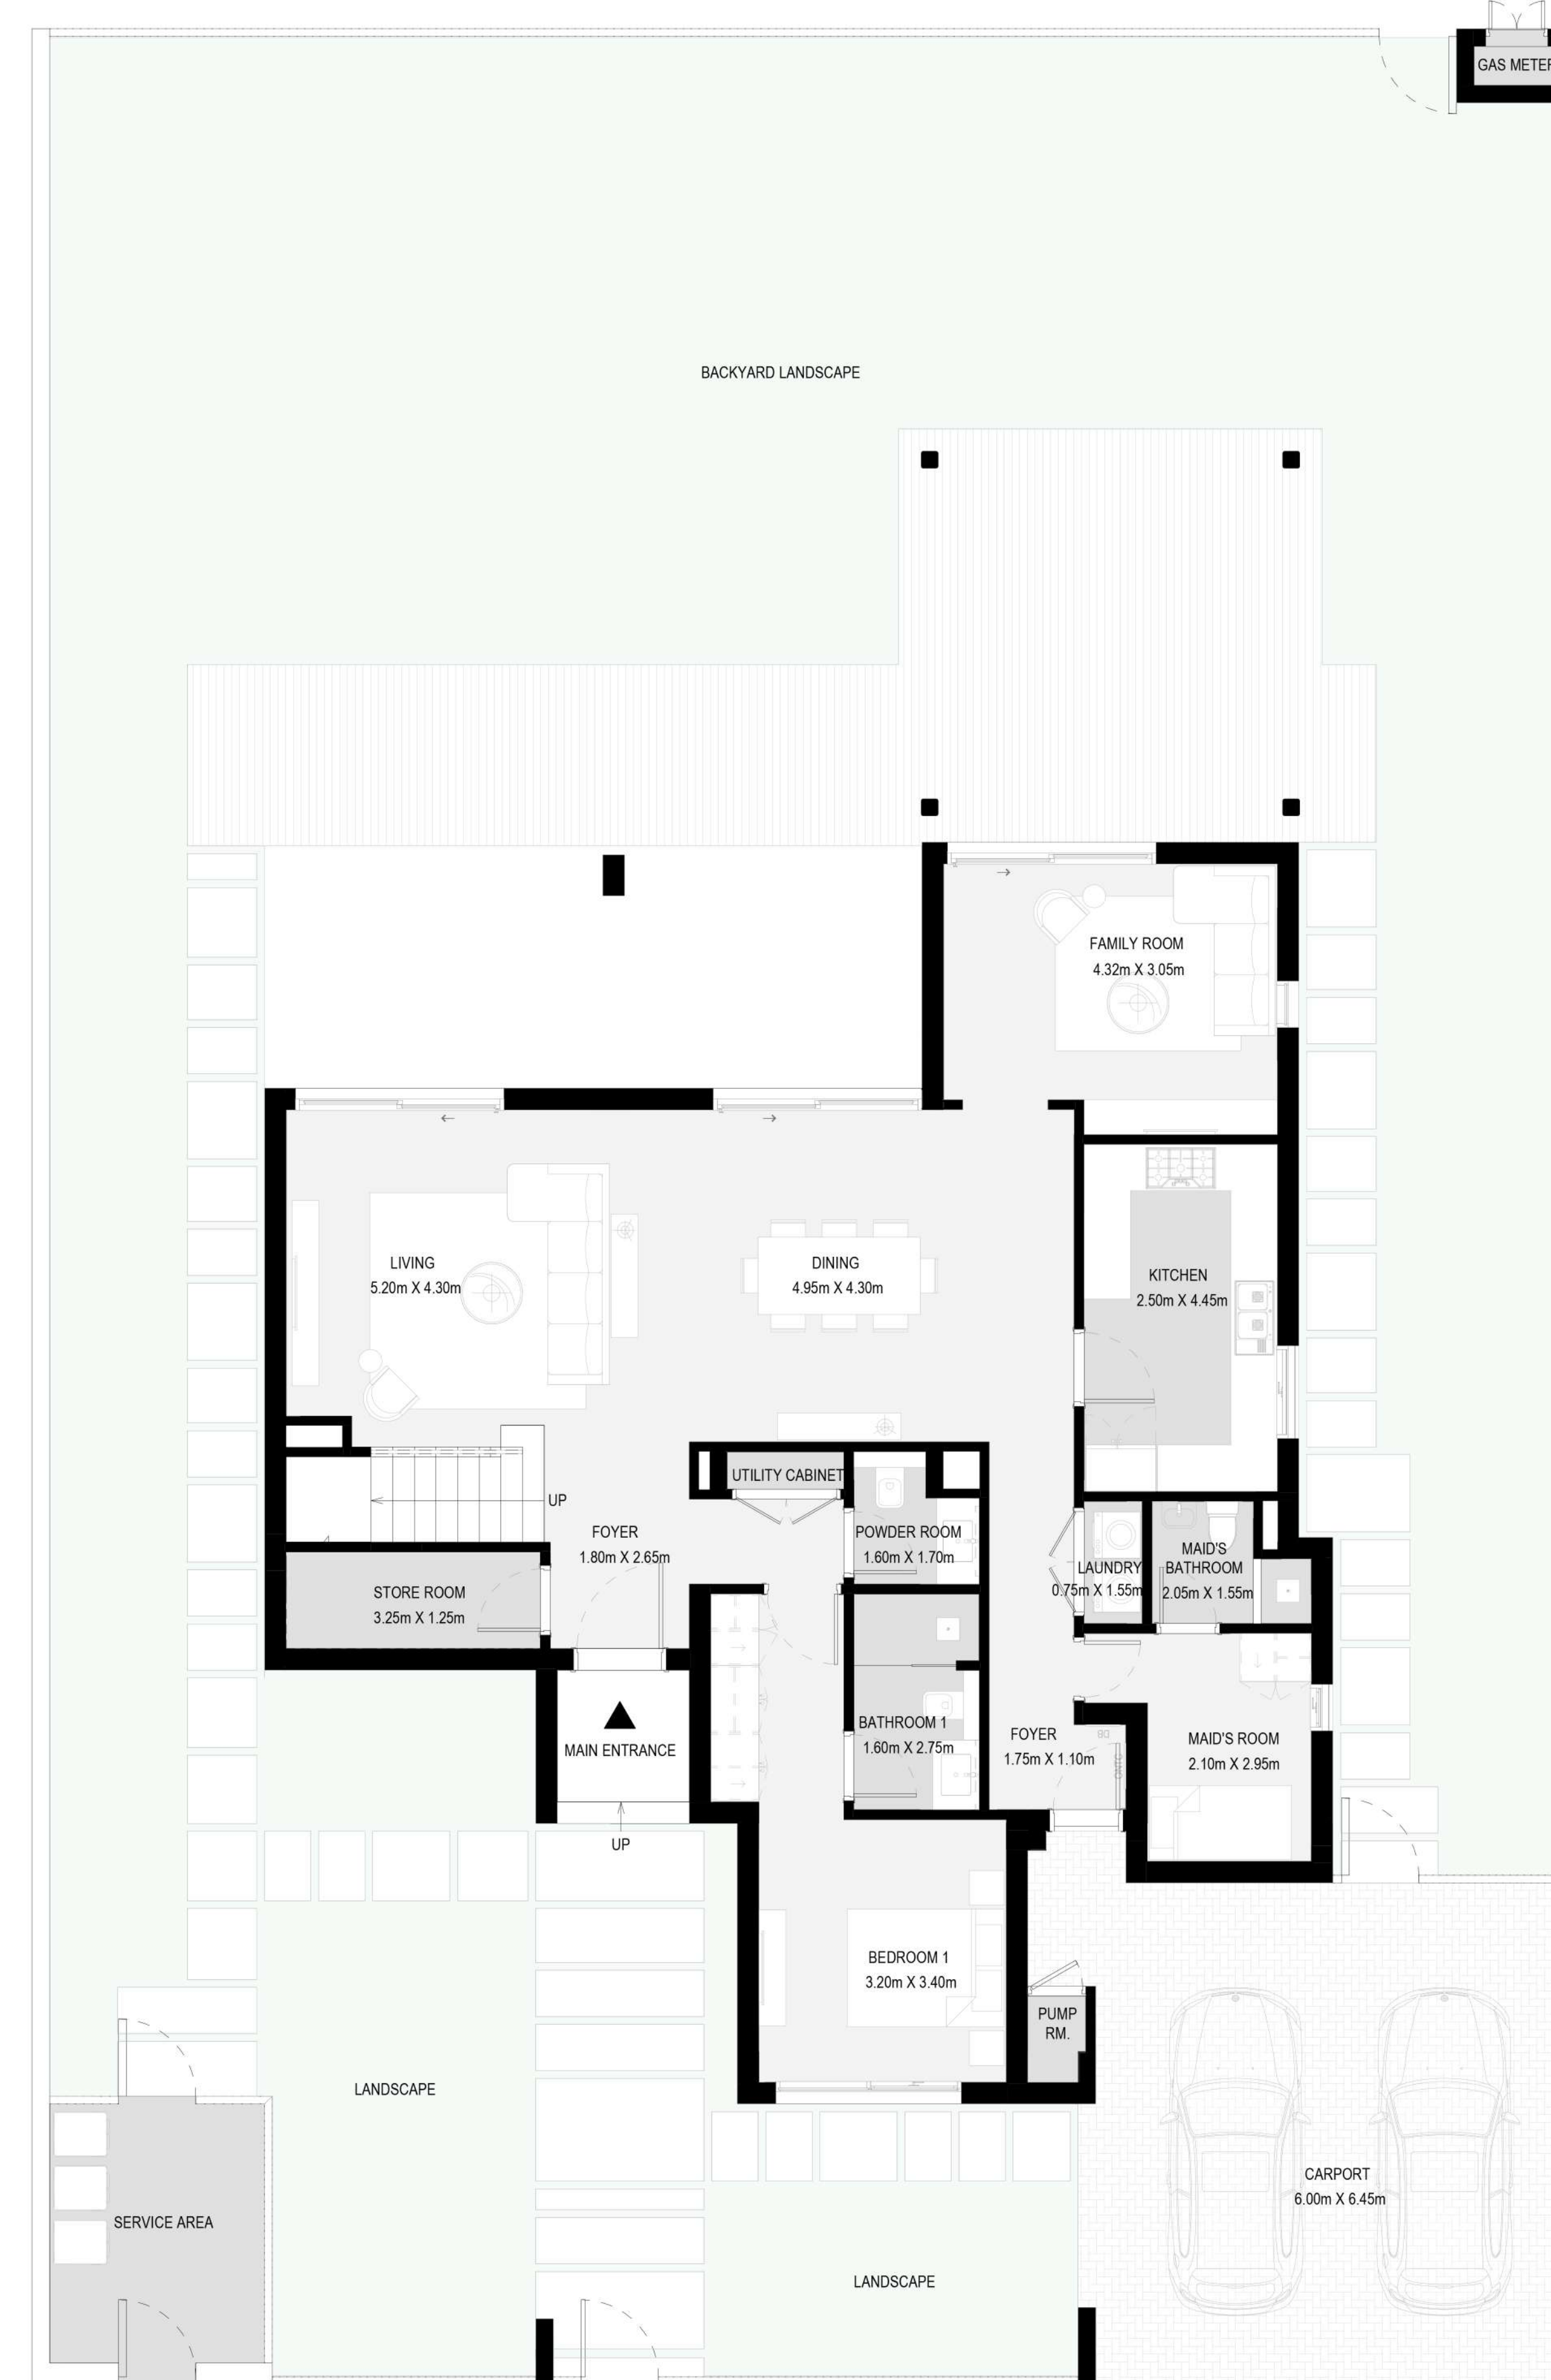 GAS METER
BACKYARD LANDSCAPE
FAMILY ROOM
4.32m X 3.05m
LIVING
5.20m X 4.30m
DINING
4.95m X 4.30m
KITCHEN
2.50m X 4.45m
UTILITY CABINET
UP
FOYER
1.80m X 2.65m
POWDER ROOM
1.60m X 1.70m
LAUNDRY
0.75m X 1.55m
MAID'S
BATHROOM
2.05m X 1.55m
STORE ROOM
3.25m X 1.25m
MAIN ENTRANCE
UP
BATHROOM 1
1.60m X 2.75m
FOYER
1.75m X 1.10m
DB
MAID'S ROOM
2.10m X 2.95m
BEDROOM 1
3.20m X 3.40m
PUMP
RM.
LANDSCAPE
SERVICE AREA
CARPORT
6.00m X 6.45m
LANDSCAPE